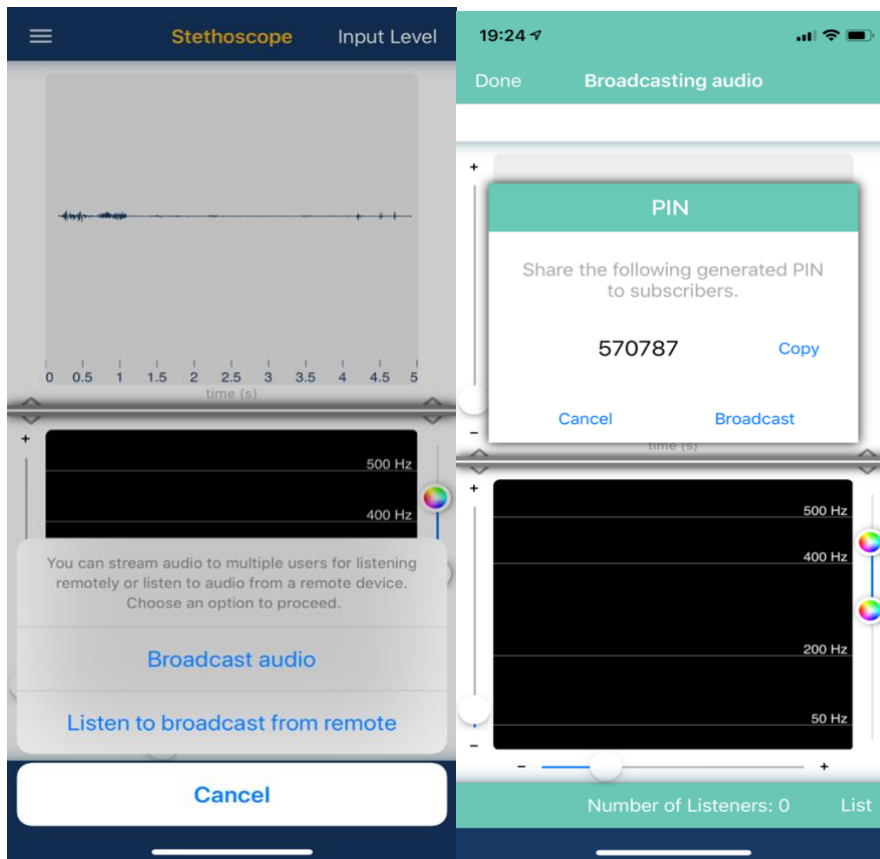 Stethoscope Input Level
0 0.5 1 1.5 2 2.5 3 3.5 4 4.5 5
time (s)
+
500 Hz
400 Hz
You can stream audio to multiple users for listening
remotely or listen to audio from a remote device.
Choose an option to proceed.
Broadcast audio
Listen to broadcast from remote
Cancel
19:24
Done Broadcasting audio
+
PIN
Share the following generated PIN
to subscribers.
570787 Copy
Cancel Broadcast
−
time (s)
+
500 Hz
400 Hz
200 Hz
50 Hz
−
− +
Number of Listeners: 0 List